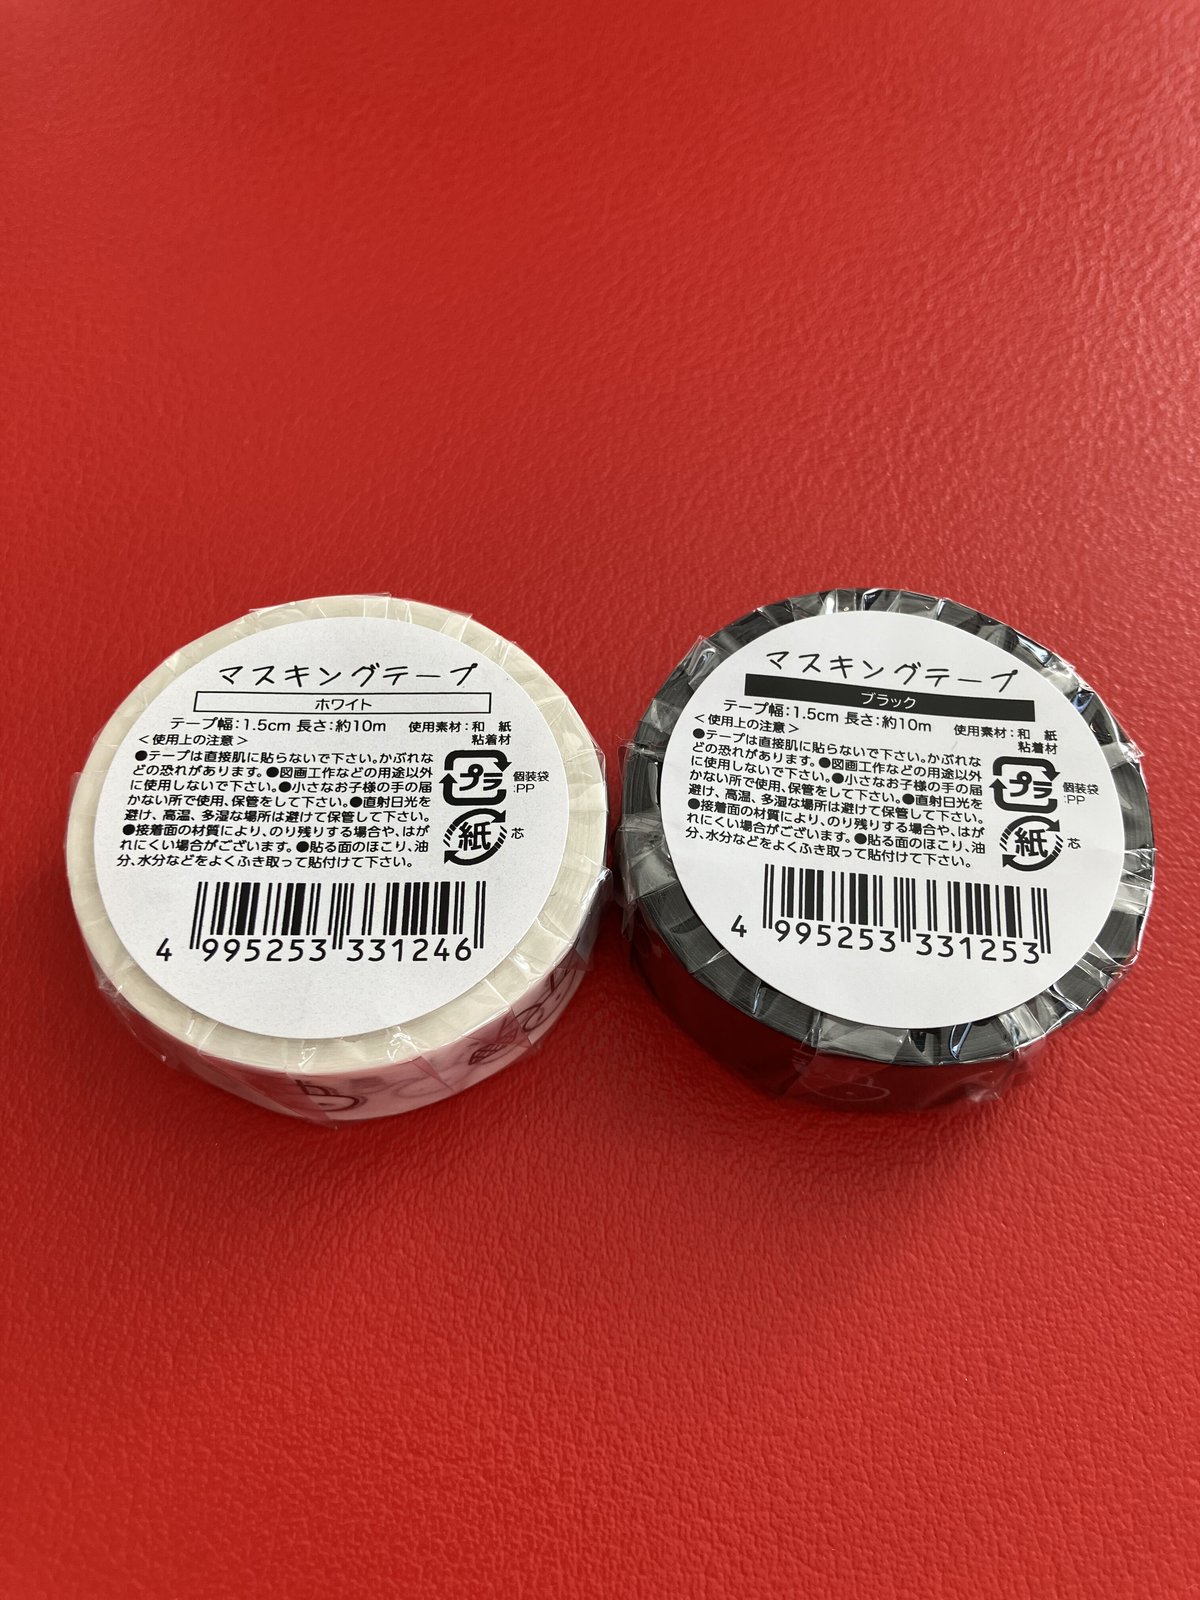 マスキングテープ
ホワイト
テープ幅:1.5cm 長さ:約10m 使用素材:和 紙
粘着材
<使用上の注意>
●テープは直接肌に貼らないで下さい。かぶれな
どの恐れがあります。●図画工作などの用途以外
に使用しないで下さい。●小さなお子様の手の届
かない所で使用、保管をして下さい。●直射日光を
避け、高温、多湿な場所は避けて保管して下さい。
●接着面の材質により、のり残りする場合や、はが
れにくい場合がございます。●貼る面のほこり、油
分、水分などをよくふき取って貼付けて下さい。
プラ
個装袋
:PP
紙
芯
4 995253 331246
マスキングテープ
ブラック
テープ幅:1.5cm 長さ:約10m 使用素材:和 紙
粘着材
<使用上の注意>
●テープは直接肌に貼らないで下さい。かぶれな
どの恐れがあります。●図画工作などの用途以外
に使用しないで下さい。●小さなお子様の手の届
かない所で使用、保管をして下さい。●直射日光を
避け、高温、多湿な場所は避けて保管して下さい。
●接着面の材質により、のり残りする場合や、はが
れにくい場合がございます。●貼る面のほこり、油
分、水分などをよくふき取って貼付けて下さい。
プラ
個装袋
:PP
紙
芯
4 995253 331253